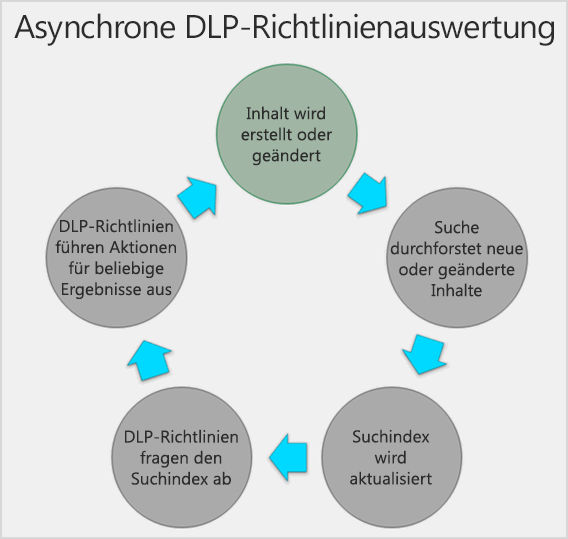 Asynchrone DLP-Richtlinienauswertung
Inhalt wird
erstellt oder
geändert
Suche
durchforstet neue
oder geänderte
Inhalte
Suchindex
wird
aktualisiert
DLP-Richtlinien
fragen den
Suchindex ab
DLP-Richtlinien
führen Aktionen
für beliebige
Ergebnisse aus